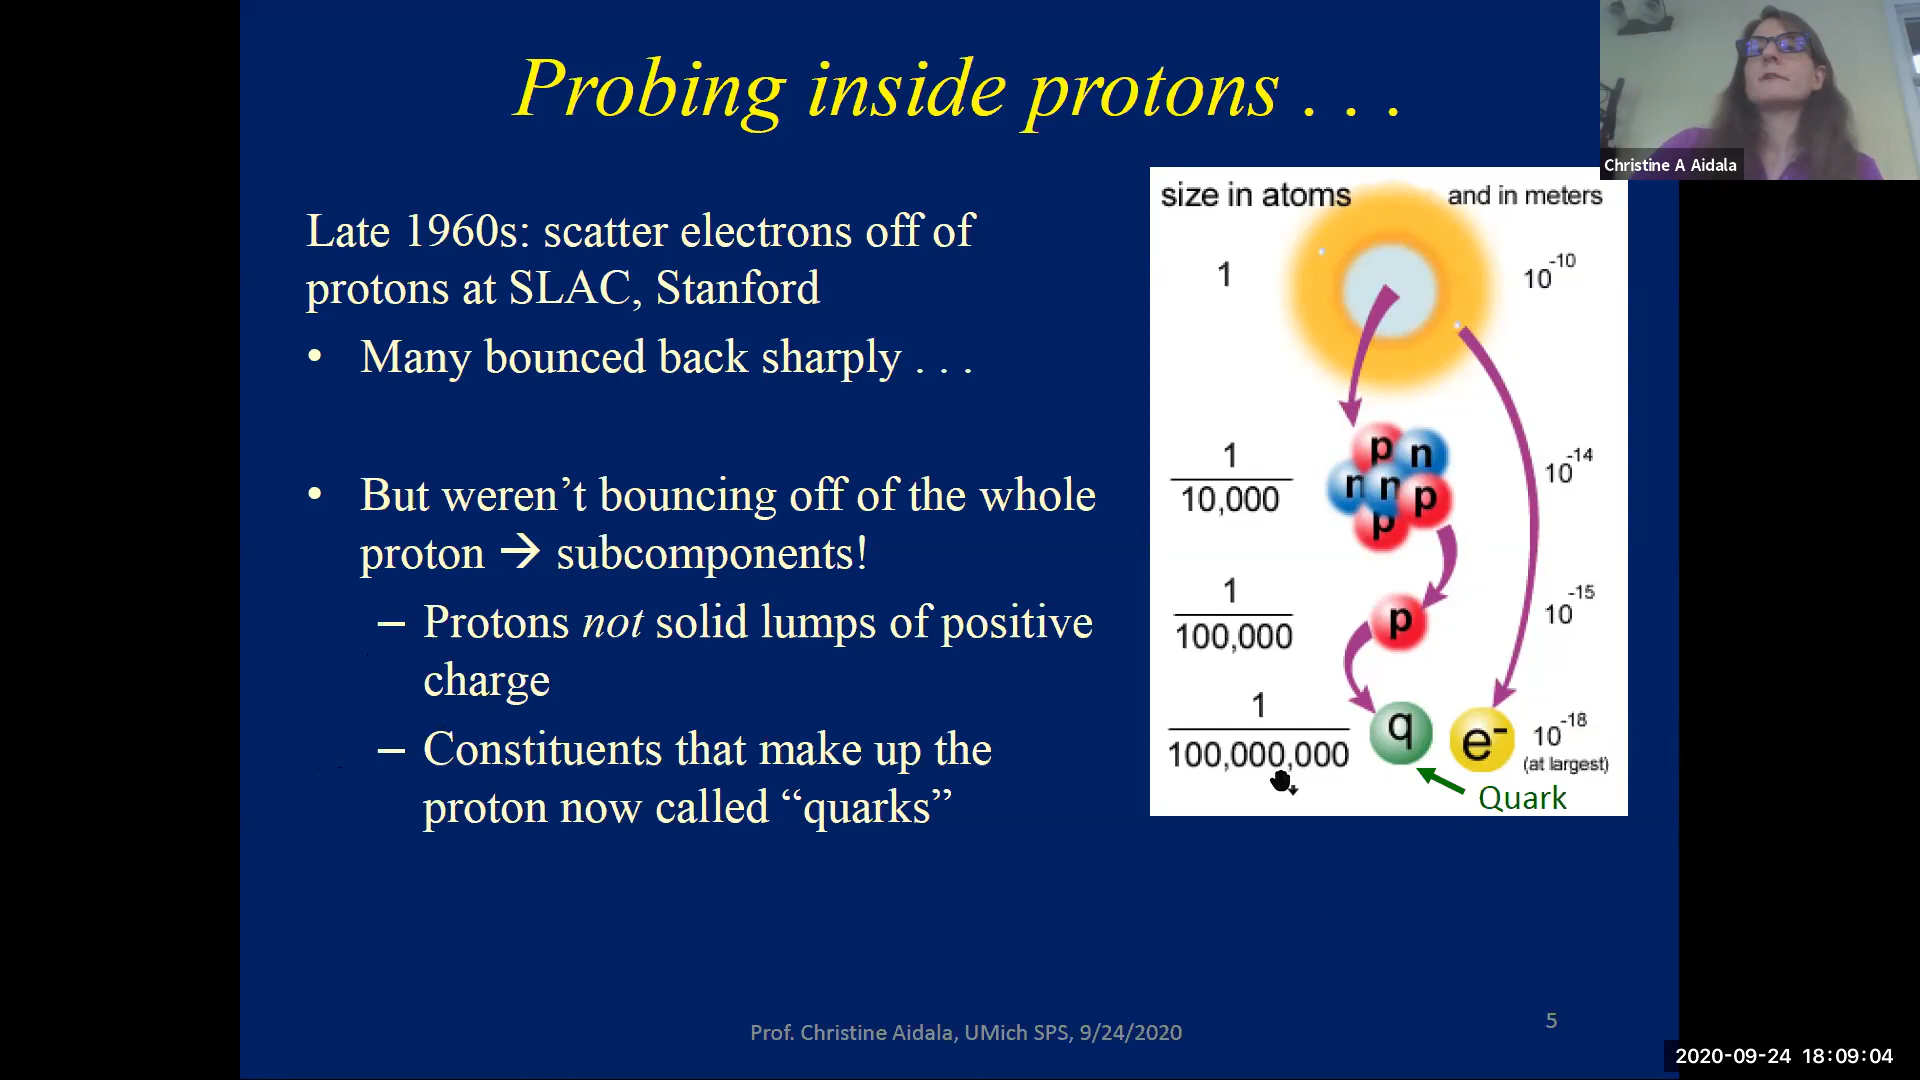 Probing inside protons . . .
Christine A Aidala
Late 1960s: scatter electrons off of
protons at SLAC, Stanford
• Many bounced back sharply . . .
• But weren’t bouncing off of the whole
proton → subcomponents!
– Protons not solid lumps of positive
charge
– Constituents that make up the
proton now called “quarks”
size in atoms and in meters
1 10^-10
p n
n n p
p
1
10,000
10^-14
1
100,000
p
10^-15
1
100,000,000
q e^-
10^-18
(at largest)
Quark
Prof. Christine Aidala, UMich SPS, 9/24/2020
5
2020-09-24 18:09:04